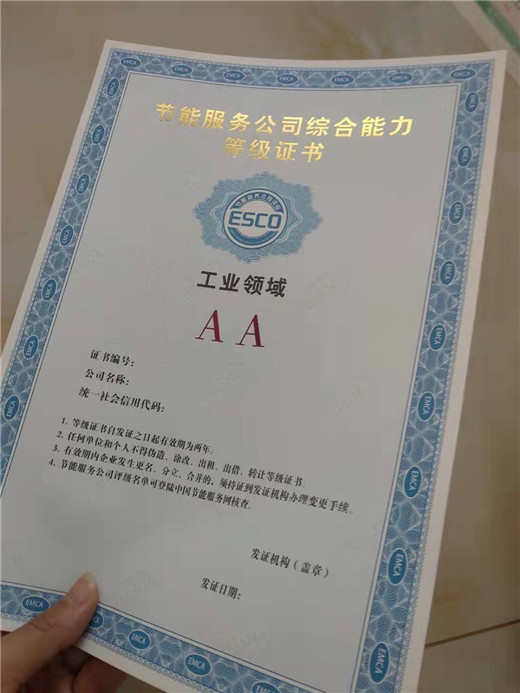 节能服务公司综合能力
等级证书
ESCO
工业领域
AA
证书编号:
公司名称:
统一社会信用代码:
1. 等级证书自发证之日起有效期为两年。
2. 任何单位和个人不得伪造、涂改、出租、出借、转让等级证书。
3. 有效期内企业发生更名、分立、合并的，须持证到发证机构办理变更手续。
4. 节能服务公司评级名单可登陆中国节能服务网核查。
发证机构（盖章）
发证日期:
EMCA